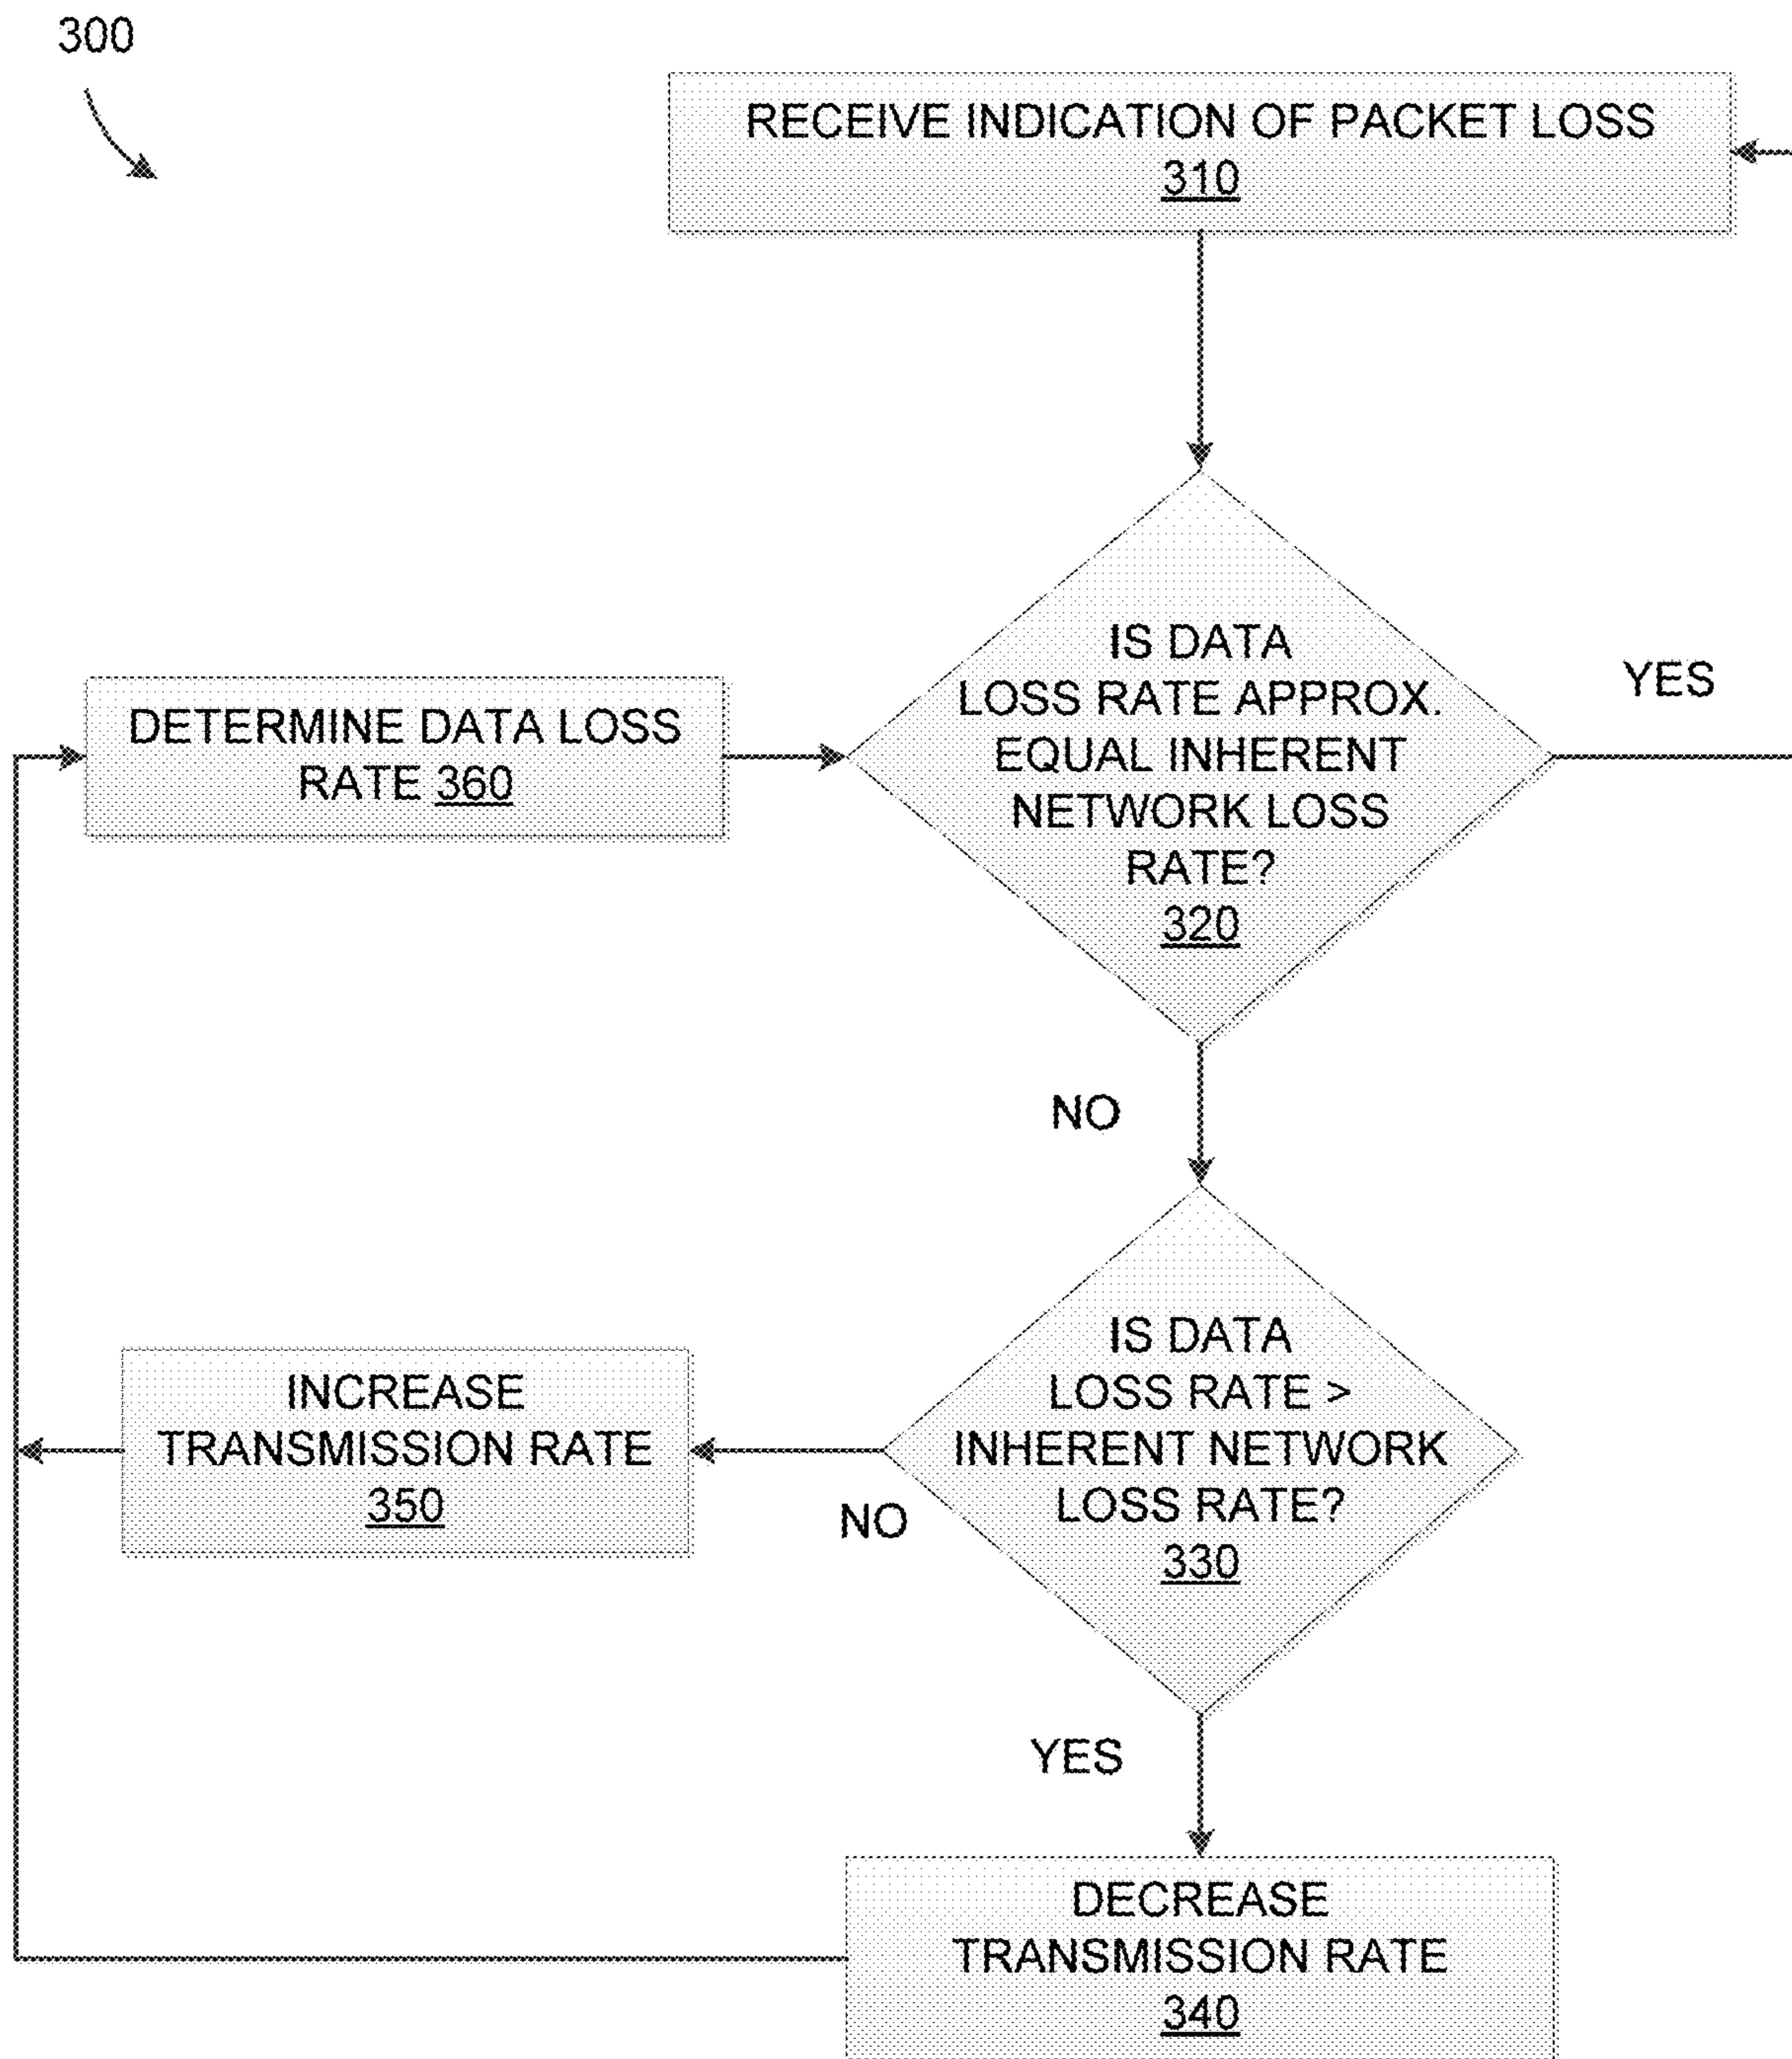 300
RECEIVE INDICATION OF PACKET LOSS
310
IS DATA
LOSS RATE APPROX.
EQUAL INHERENT
NETWORK LOSS
RATE?
320
YES
DETERMINE DATA LOSS
RATE 360
NO
IS DATA
LOSS RATE >
INHERENT NETWORK
LOSS RATE?
330
NO
INCREASE
TRANSMISSION RATE
350
YES
DECREASE
TRANSMISSION RATE
340